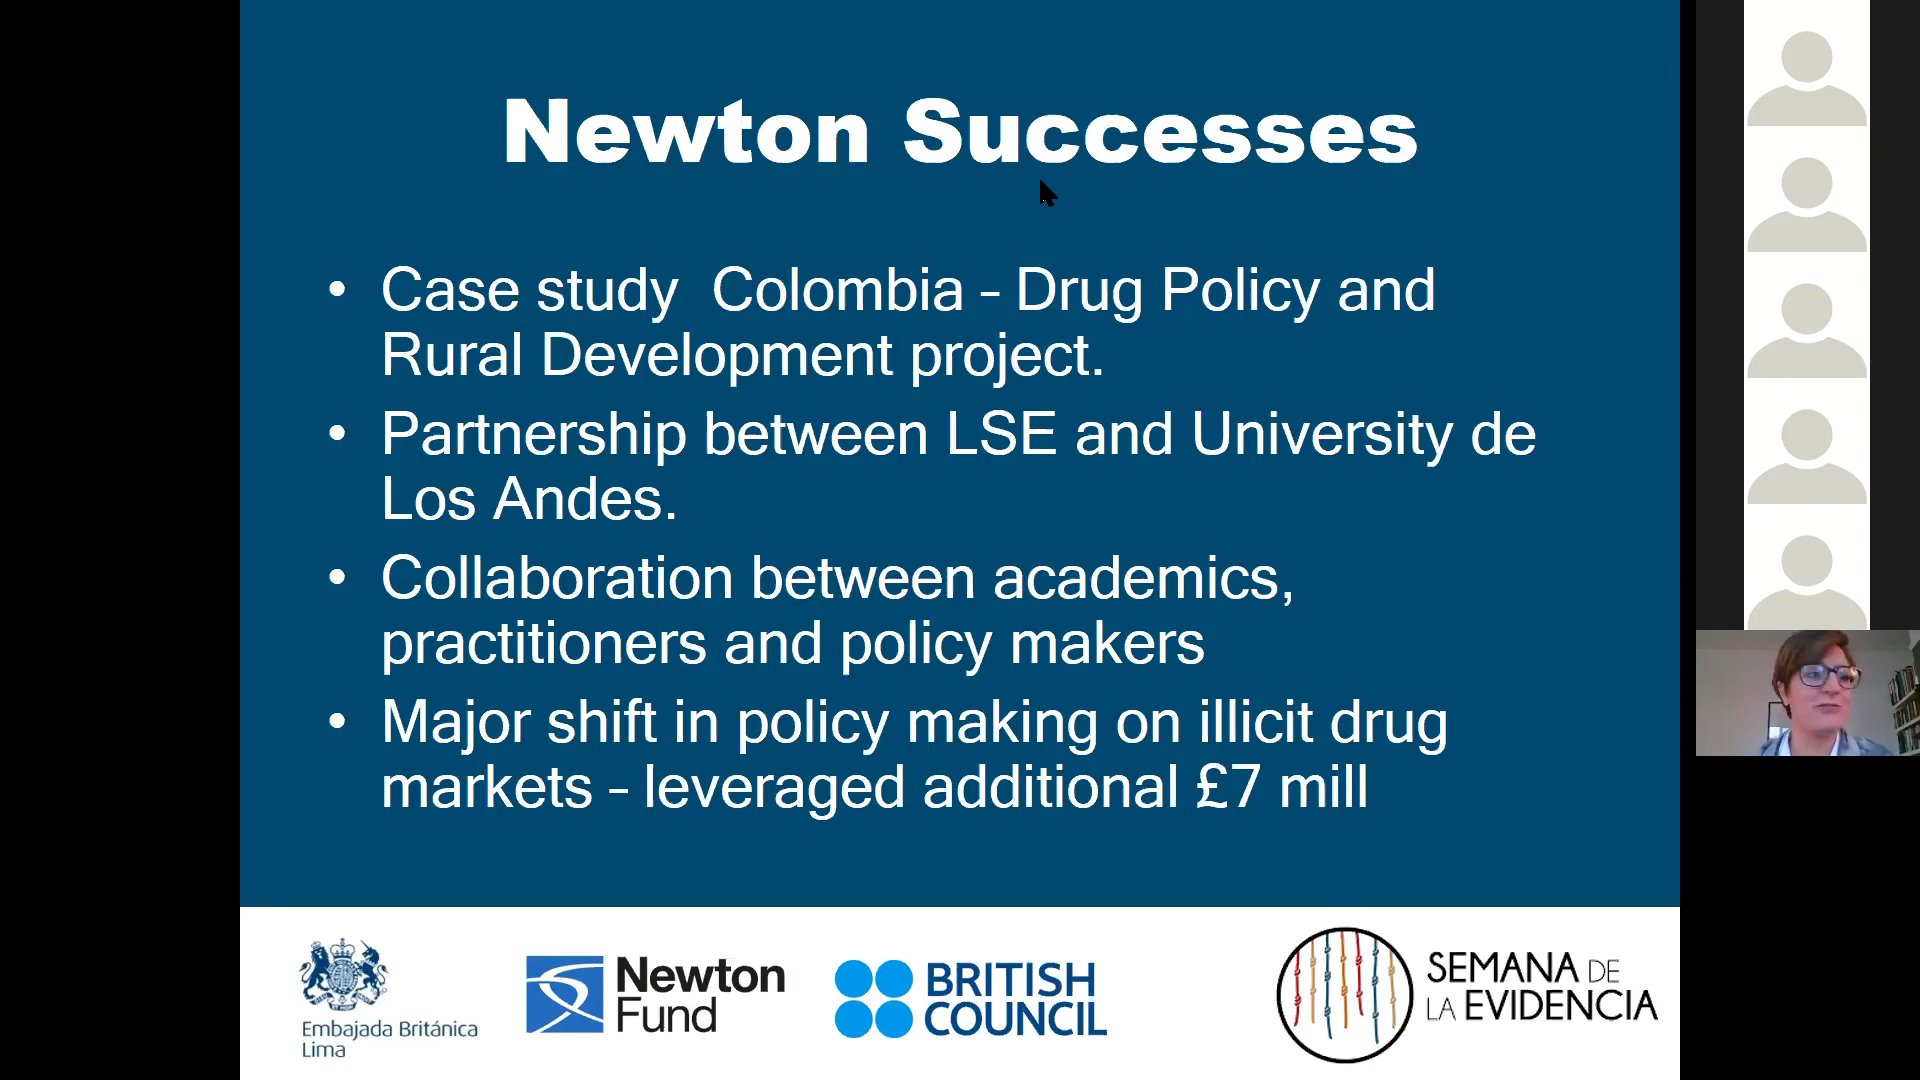 Newton Successes
• Case study  Colombia – Drug Policy and
Rural Development project.
• Partnership between LSE and University de
Los Andes.
• Collaboration between academics,
practitioners and policy makers
• Major shift in policy making on illicit drug
markets – leveraged additional £7 mill
Embajada Británica
Lima
Newton
Fund
BRITISH
COUNCIL
SEMANA DE
LA EVIDENCIA